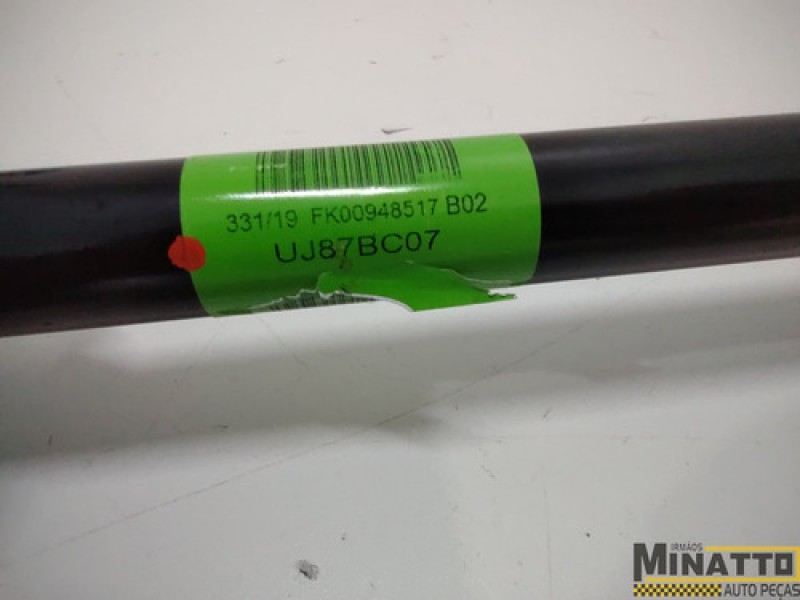 331/19 FK00948517 B02
UJ87BC07
IRMÃOS
MINATTO
AUTO PEÇAS